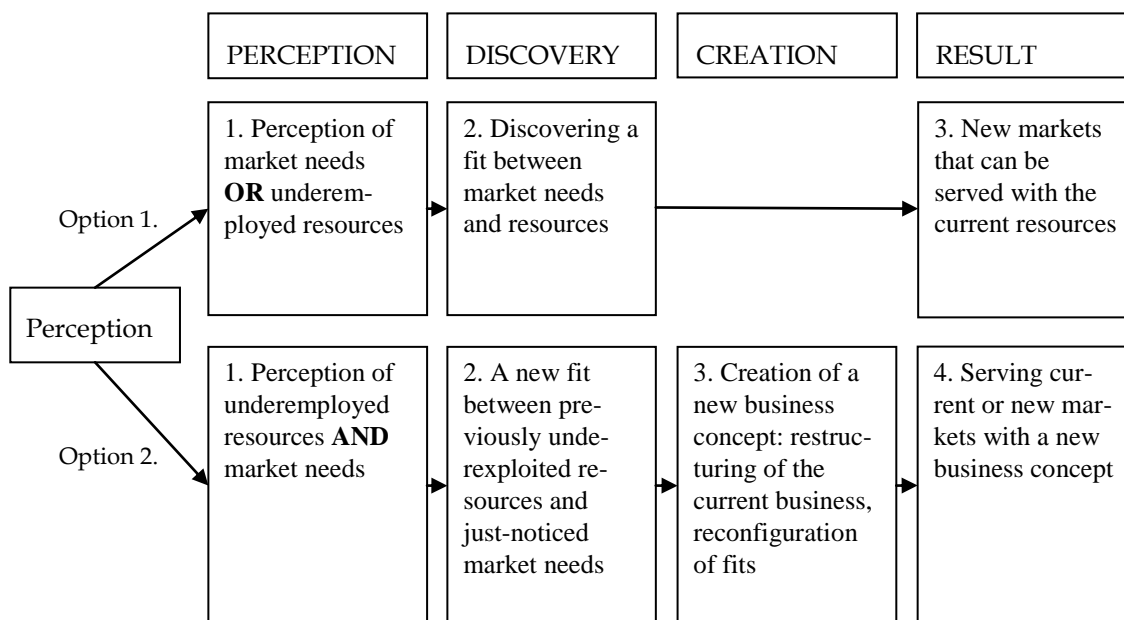 PERCEPTION
DISCOVERY
CREATION
RESULT
Option 1.
1. Perception of
market needs
OR underem-
ployed resources
2. Discovering a
fit between
market needs
and resources
3. New markets
that can be
served with the
current resources
Perception
Option 2.
1. Perception of
underemployed
resources AND
market needs
2. A new fit
between pre-
viously unde-
rexploited re-
sources and
just-noticed
market needs
3. Creation of a
new business
concept: restruc-
turing of the
current business,
reconfiguration
of fits
4. Serving cur-
rent or new mar-
kets with a new
business concept